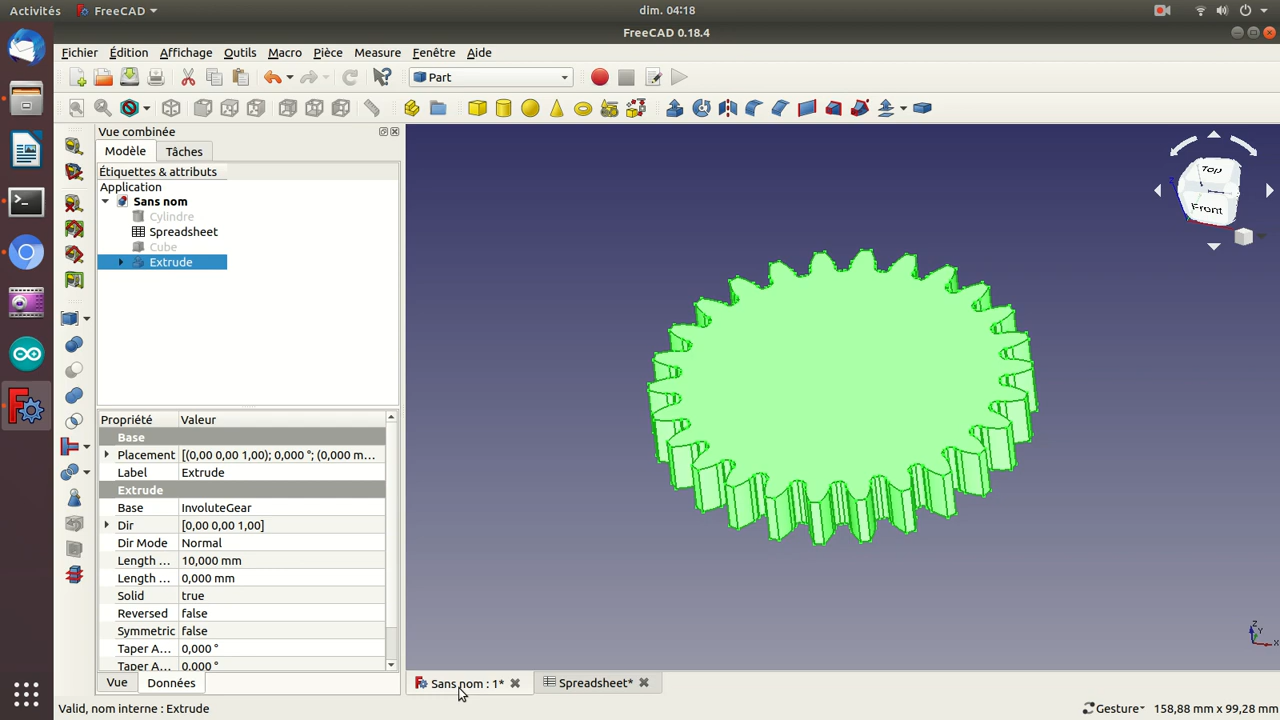 Activités FreeCAD dim. 04:18
FreeCAD 0.18.4
Fichier Édition Affichage Outils Macro Pièce Mesure Fenêtre Aide
Part
Vue combinée
Modèle Tâches
Étiquettes & attributs
Application
Sans nom
Cylindre
Spreadsheet
Cube
Extrude
Top
Front
Propriété Valeur
Base
Placement [(0,00 0,00 1,00); 0,000 °; (0,000 m...
Label Extrude
Extrude
Base InvoluteGear
Dir [0,00 0,00 1,00]
Dir Mode Normal
Length ... 10,000 mm
Length ... 0,000 mm
Solid true
Reversed false
Symmetric false
Taper A... 0,000 °
Taper A... 0,000 °
Z
Y
X
Vue Données
Sans nom : 1* Spreadsheet*
Valid, nom interne : Extrude Gesture 158,88 mm x 99,28 mm